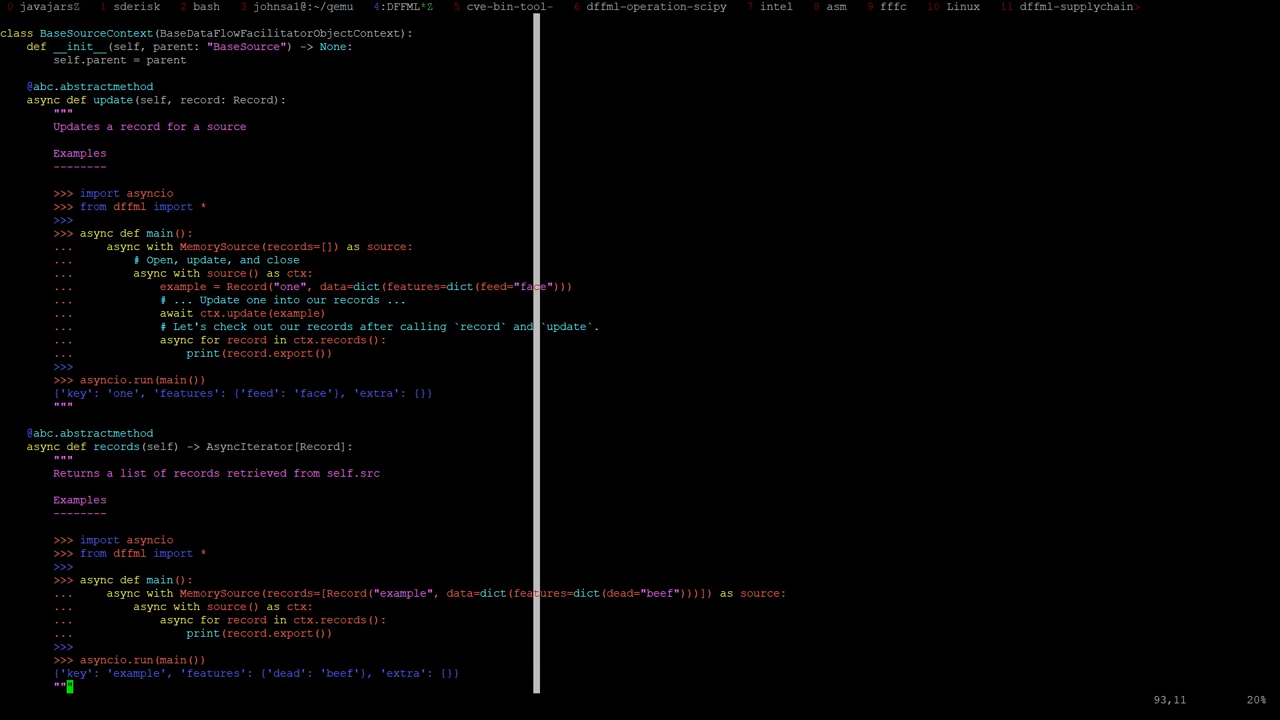 0 javajarsZ  1 sderisk  2 bash  3 johnsal@:~/qemu  4:DFFML*Z  5 cve-bin-tool-  6 dffml-operation-scipy  7 intel  8 asm  9 fffc  10 Linux  11 dffml-supplychain>
class BaseSourceContext(BaseDataFlowFacilitatorObjectContext):
    def __init__(self, parent: "BaseSource") -> None:
        self.parent = parent

    @abc.abstractmethod
    async def update(self, record: Record):
        """
        Updates a record for a source

        Examples
        --------

        >>> import asyncio
        >>> from dffml import *
        >>>
        >>> async def main():
        ...     async with MemorySource(records=[]) as source:
        ...         # Open, update, and close
        ...         async with source() as ctx:
        ...             example = Record("one", data=dict(features=dict(feed="face")))
        ...             # ... Update one into our records ...
        ...             await ctx.update(example)
        ...             # Let's check out our records after calling `record` and `update`.
        ...             async for record in ctx.records():
        ...                 print(record.export())
        >>>
        >>> asyncio.run(main())
        {'key': 'one', 'features': {'feed': 'face'}, 'extra': {}}
        """

    @abc.abstractmethod
    async def records(self) -> AsyncIterator[Record]:
        """
        Returns a list of records retrieved from self.src

        Examples
        --------

        >>> import asyncio
        >>> from dffml import *
        >>>
        >>> async def main():
        ...     async with MemorySource(records=[Record("example", data=dict(features=dict(dead="beef")))]) as source:
        ...         async with source() as ctx:
        ...             async for record in ctx.records():
        ...                 print(record.export())
        >>>
        >>> asyncio.run(main())
        {'key': 'example', 'features': {'dead': 'beef'}, 'extra': {}}
        """
93,11  20%